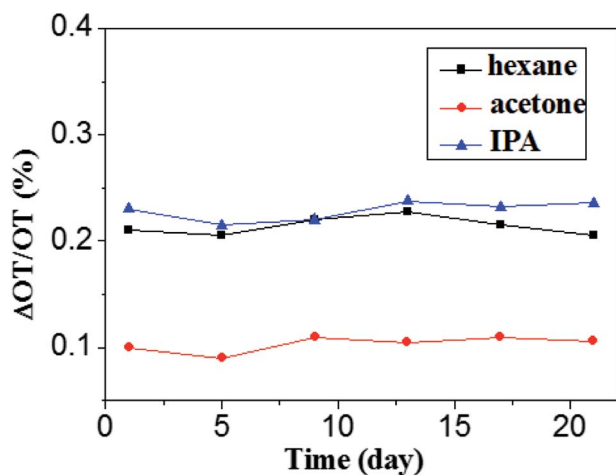 0.4
hexane
acetone
IPA
0.3
0.2
0.1
ΔOT/OT (%)
0 5 10 15 20
Time (day)